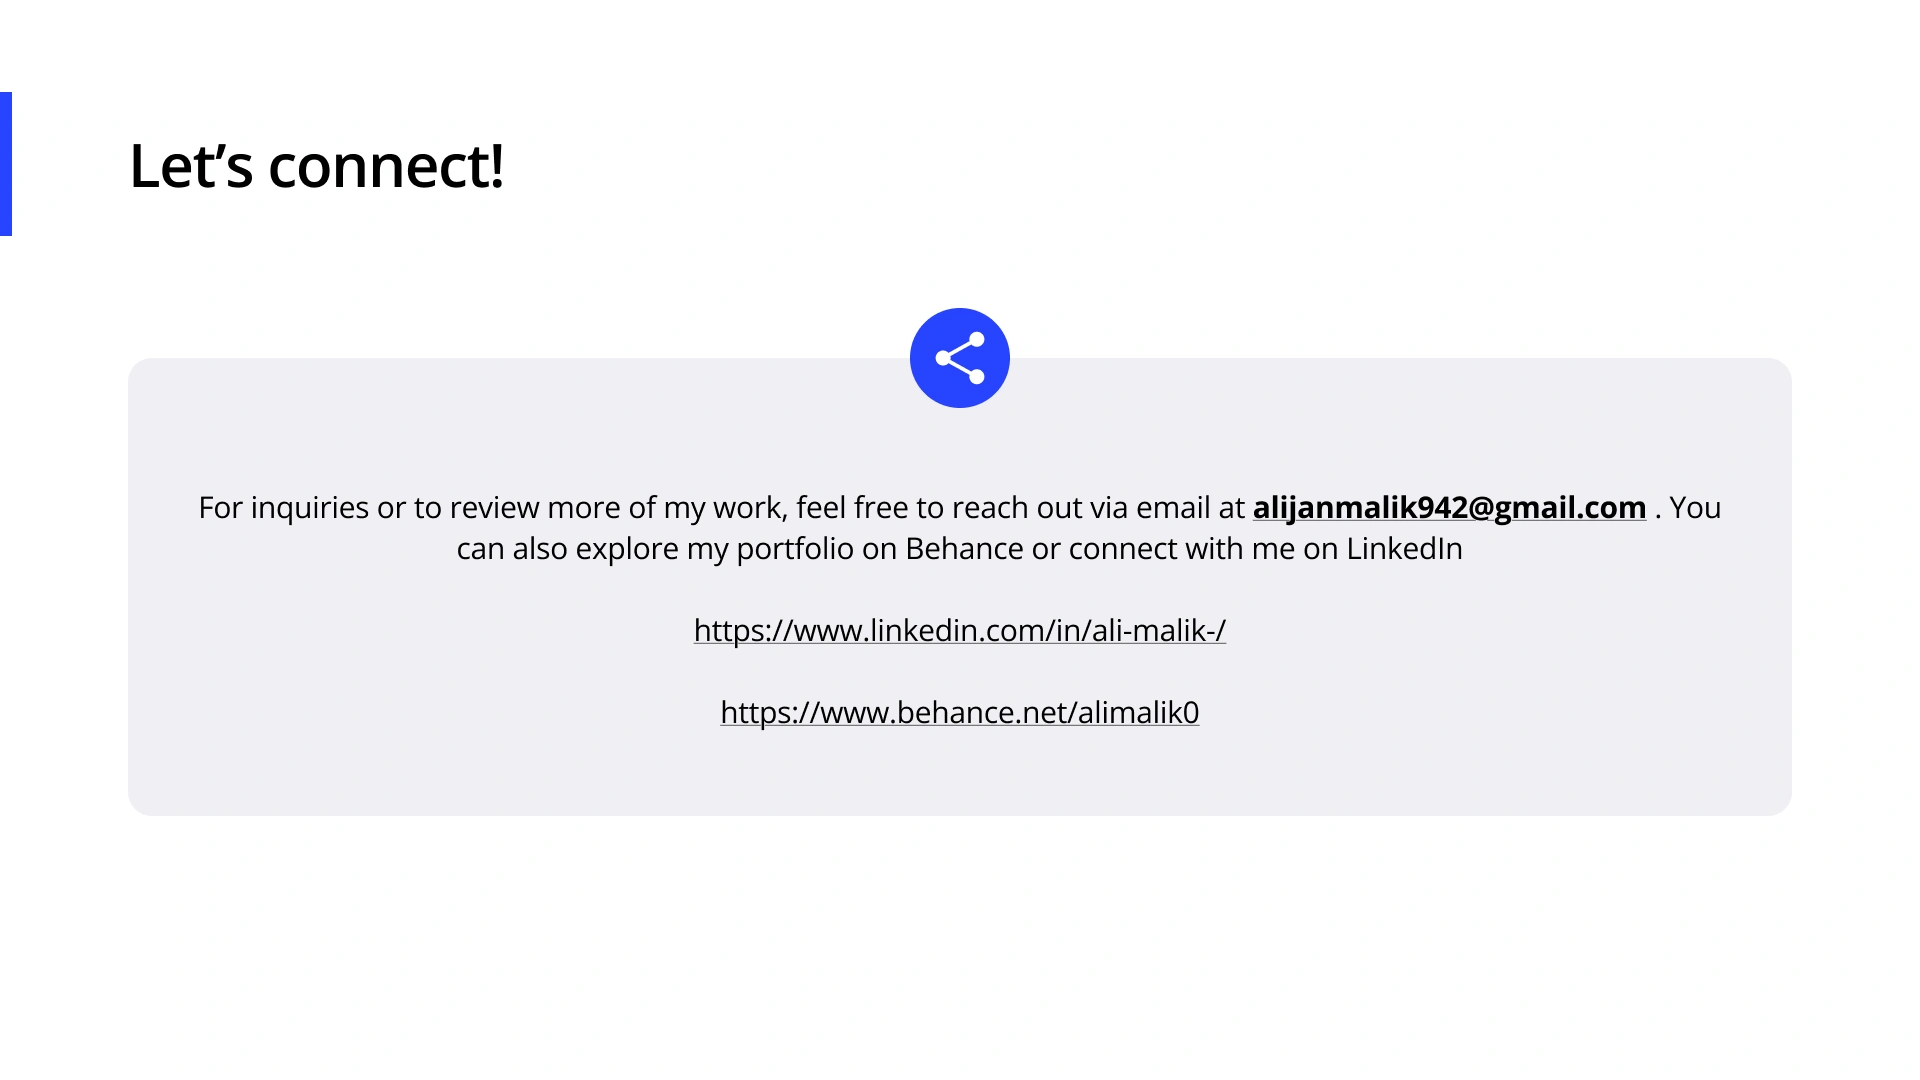 Let’s connect!
For inquiries or to review more of my work, feel free to reach out via email at alijanmalik942@gmail.com . You
can also explore my portfolio on Behance or connect with me on LinkedIn
https://www.linkedin.com/in/ali-malik-/
https://www.behance.net/alimalik0